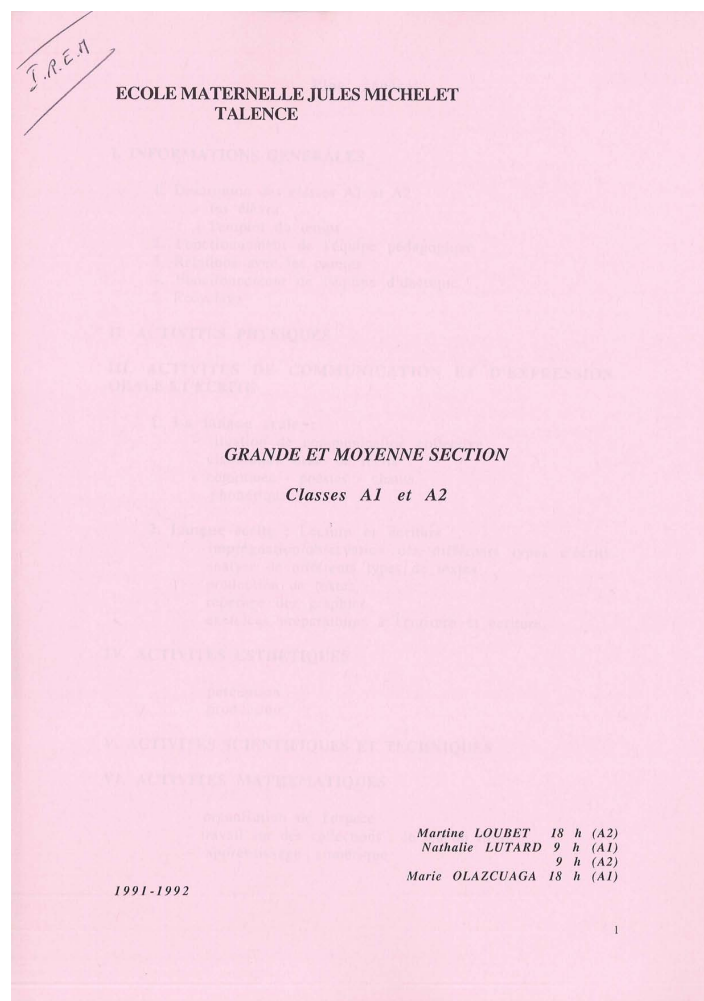 I.R.E.M
ECOLE MATERNELLE JULES MICHELET
TALENCE
GRANDE ET MOYENNE SECTION
Classes A1 et A2
Martine LOUBET 18 h (A2)
Nathalie LUTARD 9 h (A1)
9 h (A2)
Marie OLAZCUAGA 18 h (A1)
1991-1992
1